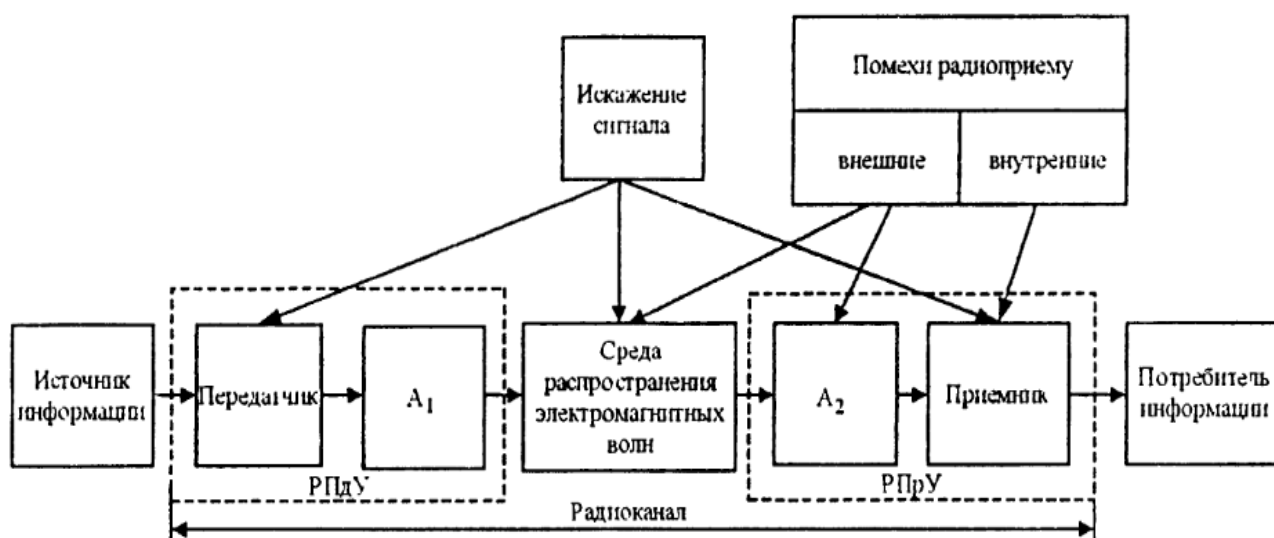 Искажение
сигнала
Помехи радиоприему
внешние
внутренние
Источник
информации
Передатчик
A1
РПдУ
Среда
распространения
электромагнитных
волн
A2
Приемник
РПрУ
Потребитель
информации
Радиоканал